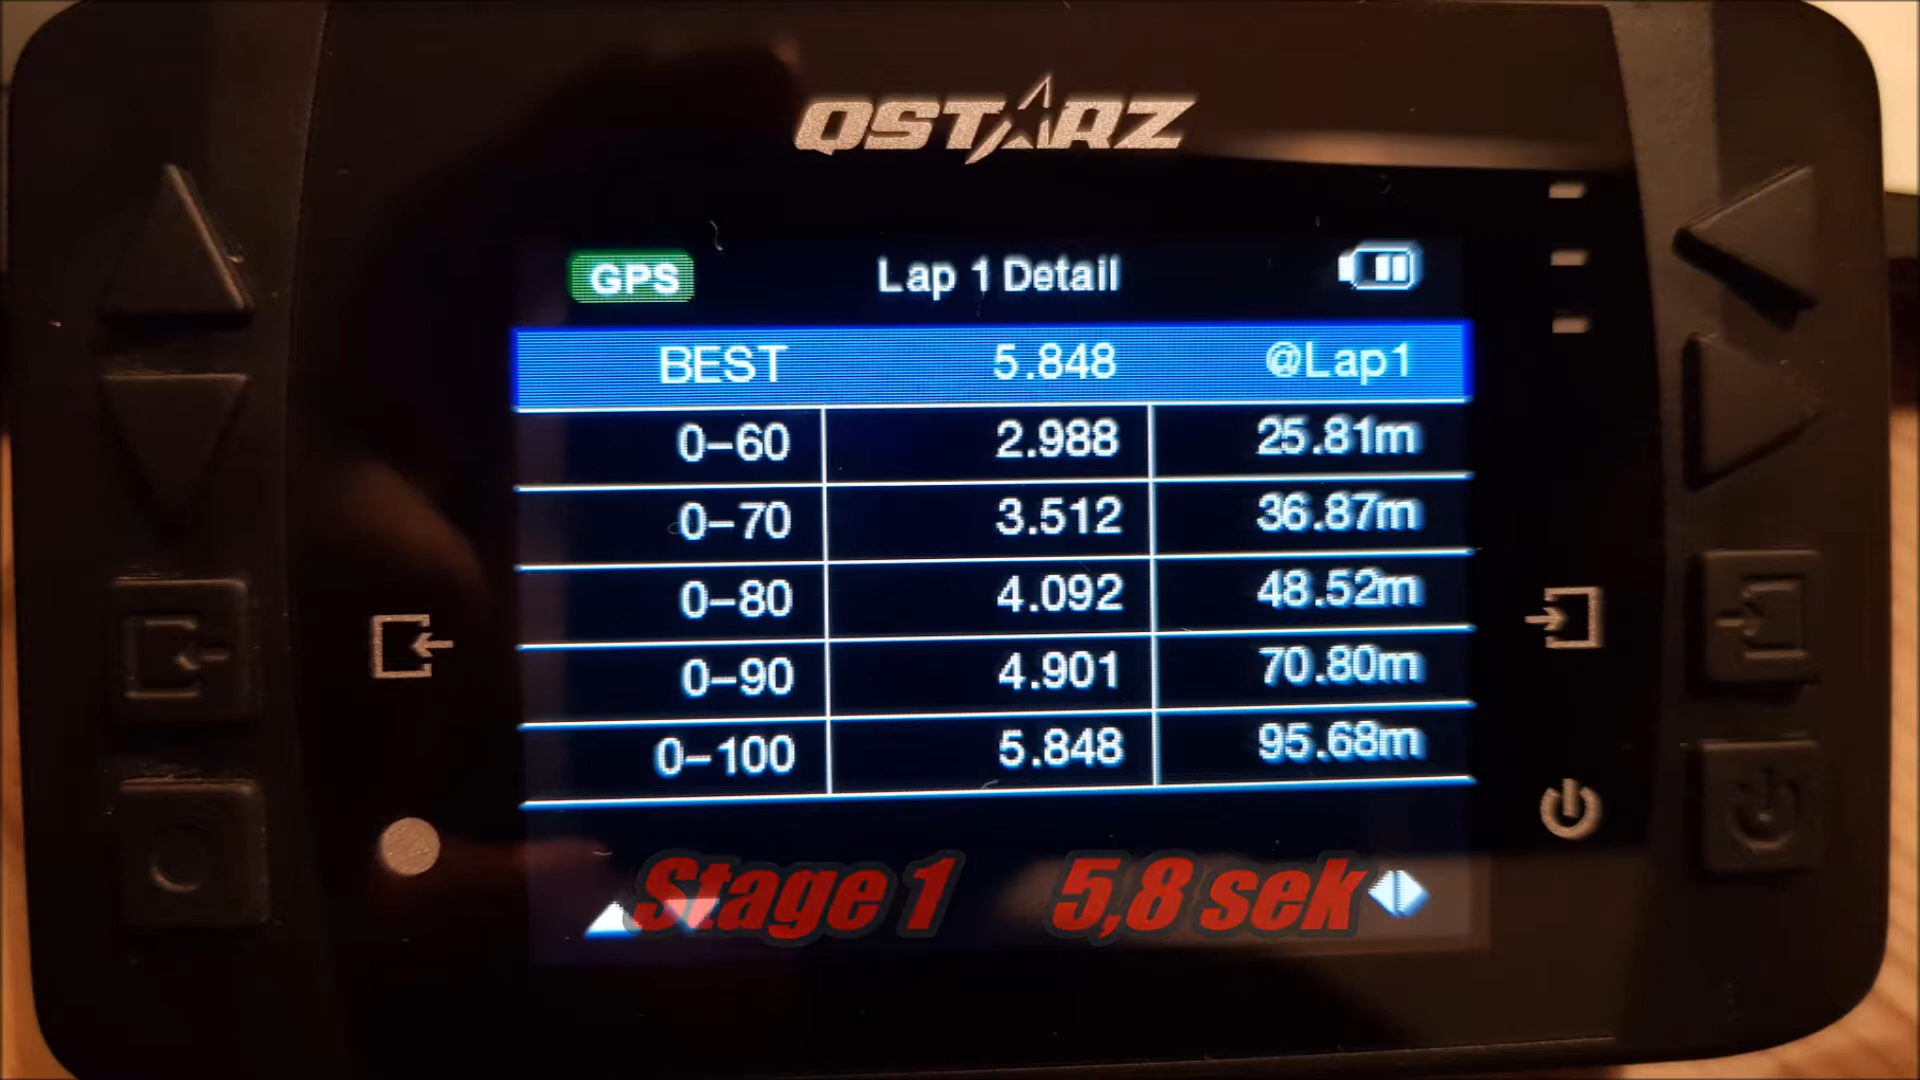 QSTARZ
GPS Lap 1 Detail
BEST 5.848 @Lap1
0-60 2.988 25.81m
0-70 3.512 36.87m
0-80 4.092 48.52m
0-90 4.901 70.80m
0-100 5.848 95.68m
Stage 1 5,8 sek